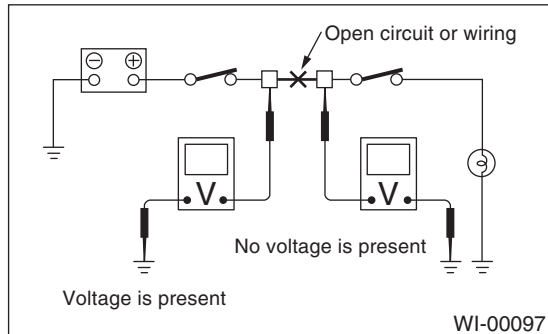 Open circuit or wiring
⊖ ⊕
V V
No voltage is present
Voltage is present
WI-00097